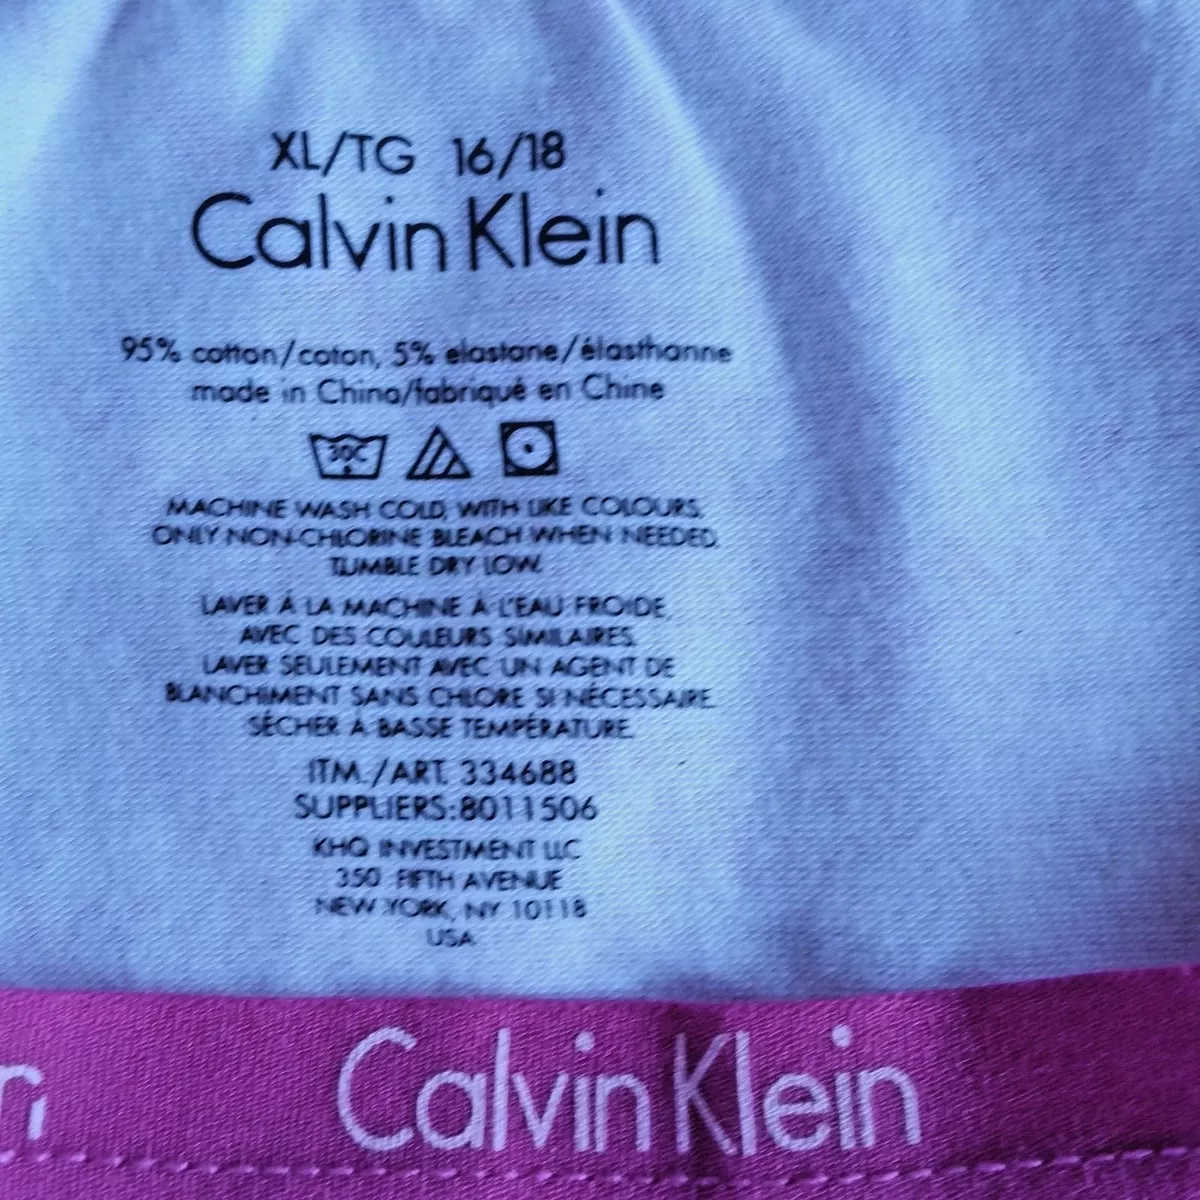 XL/TG 16/18
Calvin Klein
95% cotton/coton, 5% elastane/élasthanne
made in China/fabriqué en Chine
30C
MACHINE WASH COLD, WITH LIKE COLOURS.
ONLY NON-CHLORINE BLEACH WHEN NEEDED.
TUMBLE DRY LOW.
LAVER À LA MACHINE À L'EAU FROIDE,
AVEC DES COULEURS SIMILAIRES.
LAVER SEULEMENT AVEC UN AGENT DE
BLANCHIMENT SANS CHLORE SI NÉCESSAIRE.
SÉCHER À BASSE TEMPÉRATURE.
ITM./ART. 334688
SUPPLIERS:8011506
KHQ INVESTMENT LLC
350 FIFTH AVENUE
NEW YORK, NY 10118
USA
n Calvin Klein